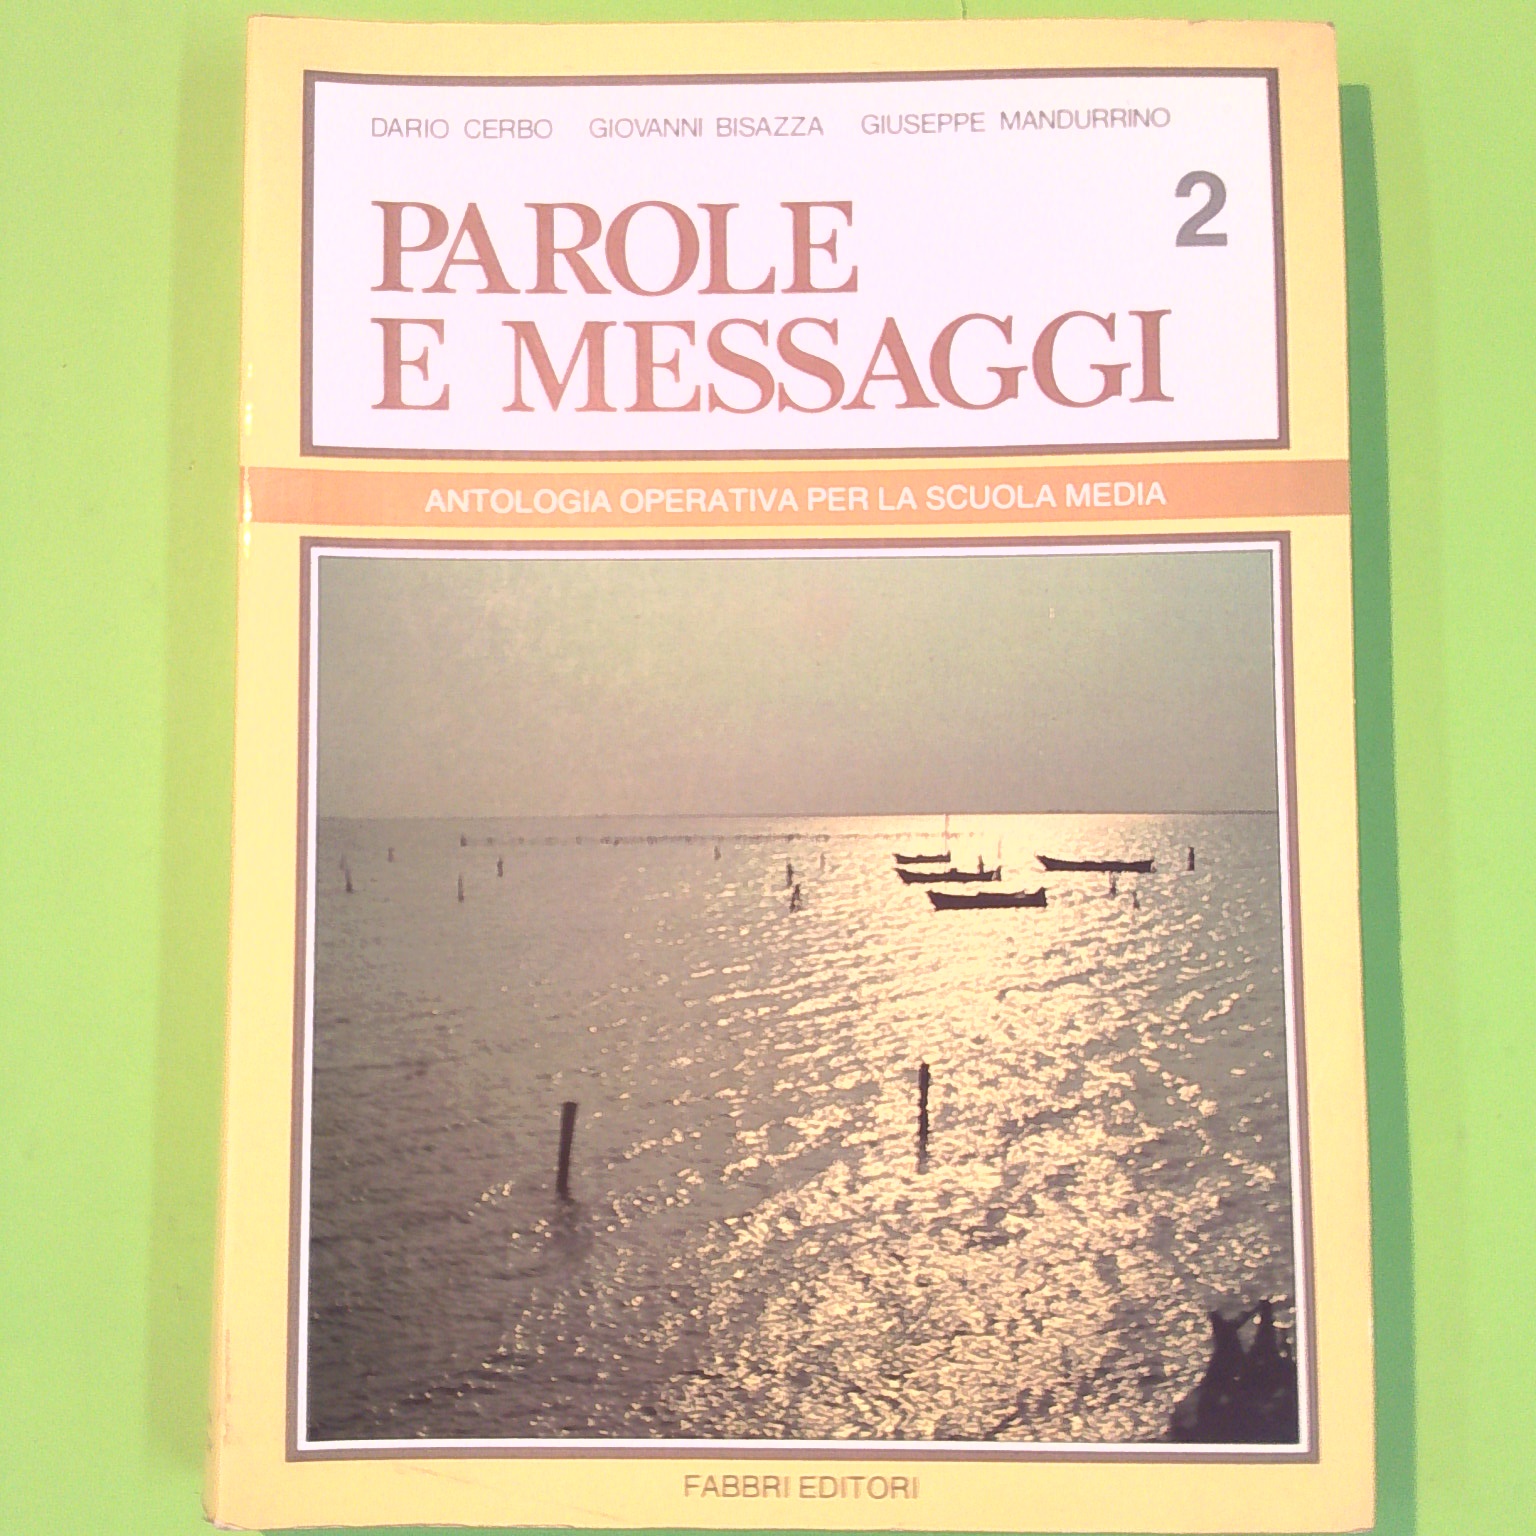 DARIO CERBO GIOVANNI BISAZZA GIUSEPPE MANDURRINO
2
PAROLE
E MESSAGGI
ANTOLOGIA OPERATIVA PER LA SCUOLA MEDIA
FABBRI EDITORI